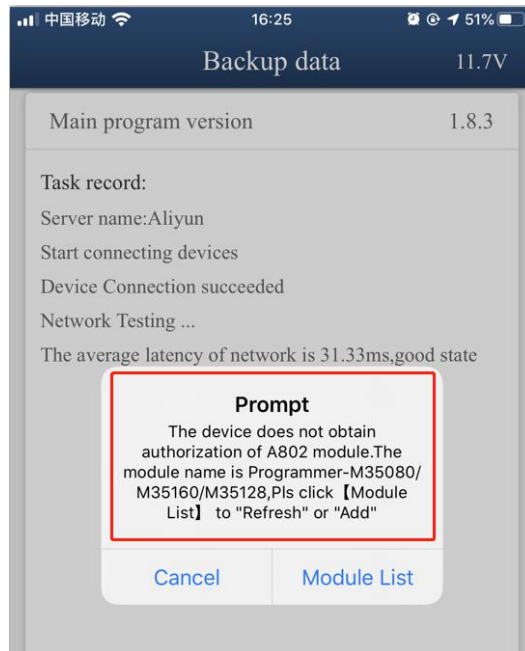 中国移动 16:25 51%
Backup data 11.7V
Main program version 1.8.3
Task record:
Server name:Aliyun
Start connecting devices
Device Connection succeeded
Network Testing ...
The average latency of network is 31.33ms,good state
Prompt
The device does not obtain
authorization of A802 module.The
module name is Programmer-M35080/
M35160/M35128,Pls click【Module
List】 to "Refresh" or "Add"
Cancel Module List